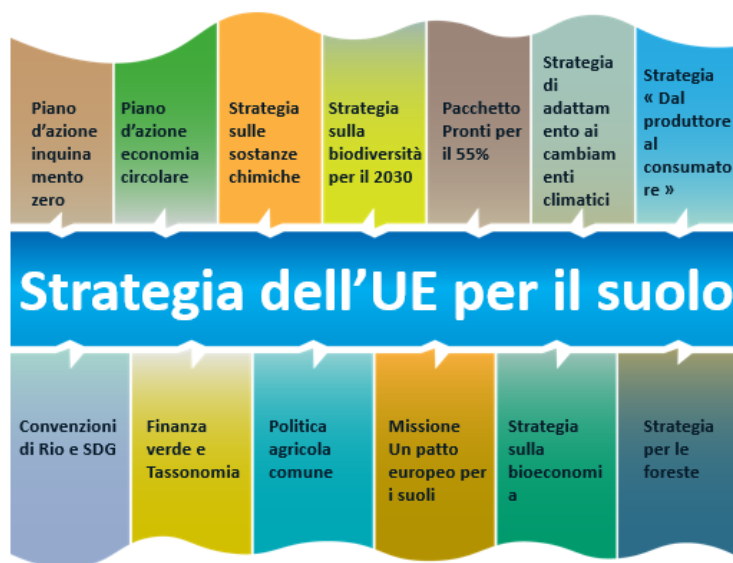 Piano
d’azione
inquina
mento
zero
Piano
d’azione
economia
circolare
Strategia
sulle
sostanze
chimiche
Strategia
sulla
biodiversità
per il 2030
Pacchetto
Pronti per
il 55%
Strategia
di
adattam
ento ai
cambiam
enti
climatici
Strategia
« Dal
produttore
al
consumato
re »
Strategia dell’UE per il suolo
Convenzioni
di Rio e SDG
Finanza
verde e
Tassonomia
Politica
agricola
comune
Missione
Un patto
europeo per
i suoli
Strategia
sulla
bioeconomi
a
Strategia
per le
foreste